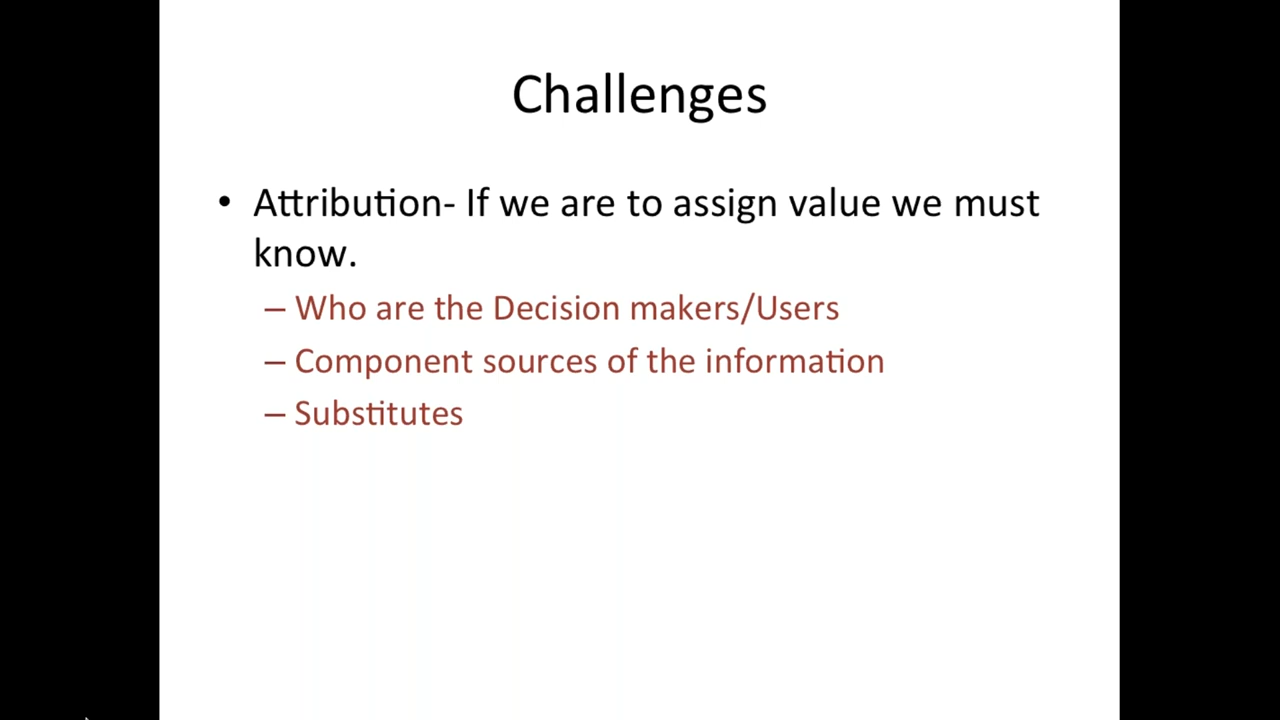 Challenges
• Attribution- If we are to assign value we must
know.
– Who are the Decision makers/Users
– Component sources of the information
– Substitutes